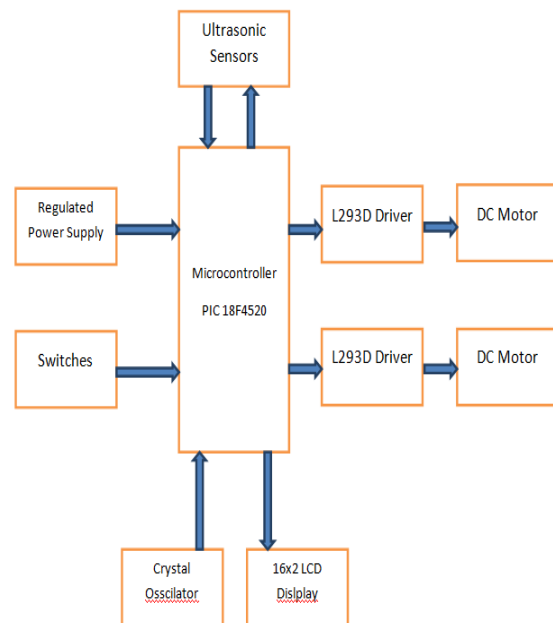 Ultrasonic
Sensors
Regulated
Power Supply
Microcontroller
PIC 18F4520
L293D Driver
DC Motor
Switches
L293D Driver
DC Motor
Crystal
Osscilator
16x2 LCD
Dislplay